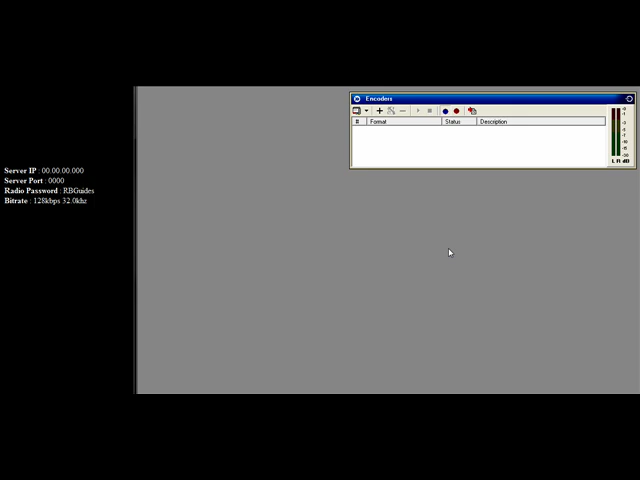 Encoders
# Format Status Description
L R dB
Server IP : 00.00.00.000
Server Port : 0000
Radio Password : RBGuides
Bitrate : 128kbps 32.0khz